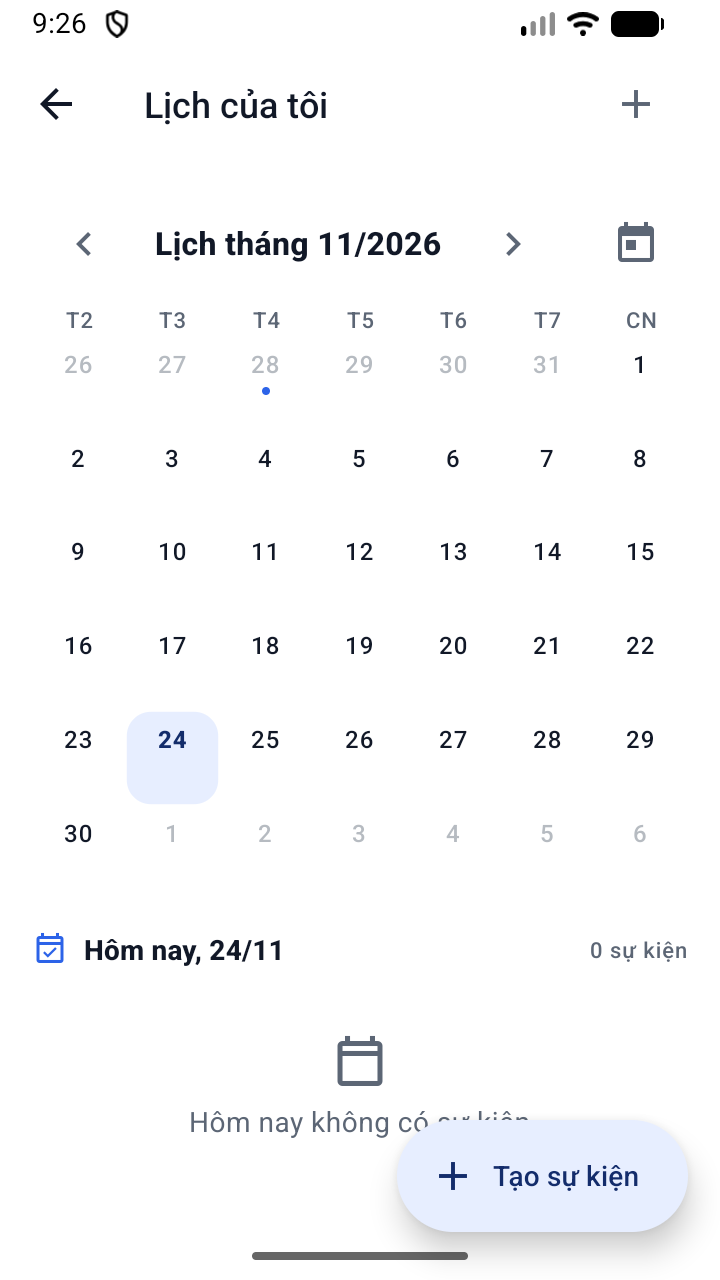 9:26
Lịch của tôi
Lịch tháng 11/2026
T2 T3 T4 T5 T6 T7 CN
26 27 28 29 30 31 1
2 3 4 5 6 7 8
9 10 11 12 13 14 15
16 17 18 19 20 21 22
23 24 25 26 27 28 29
30 1 2 3 4 5 6
Hôm nay, 24/11 0 sự kiện
Hôm nay không có sự kiện
Tạo sự kiện